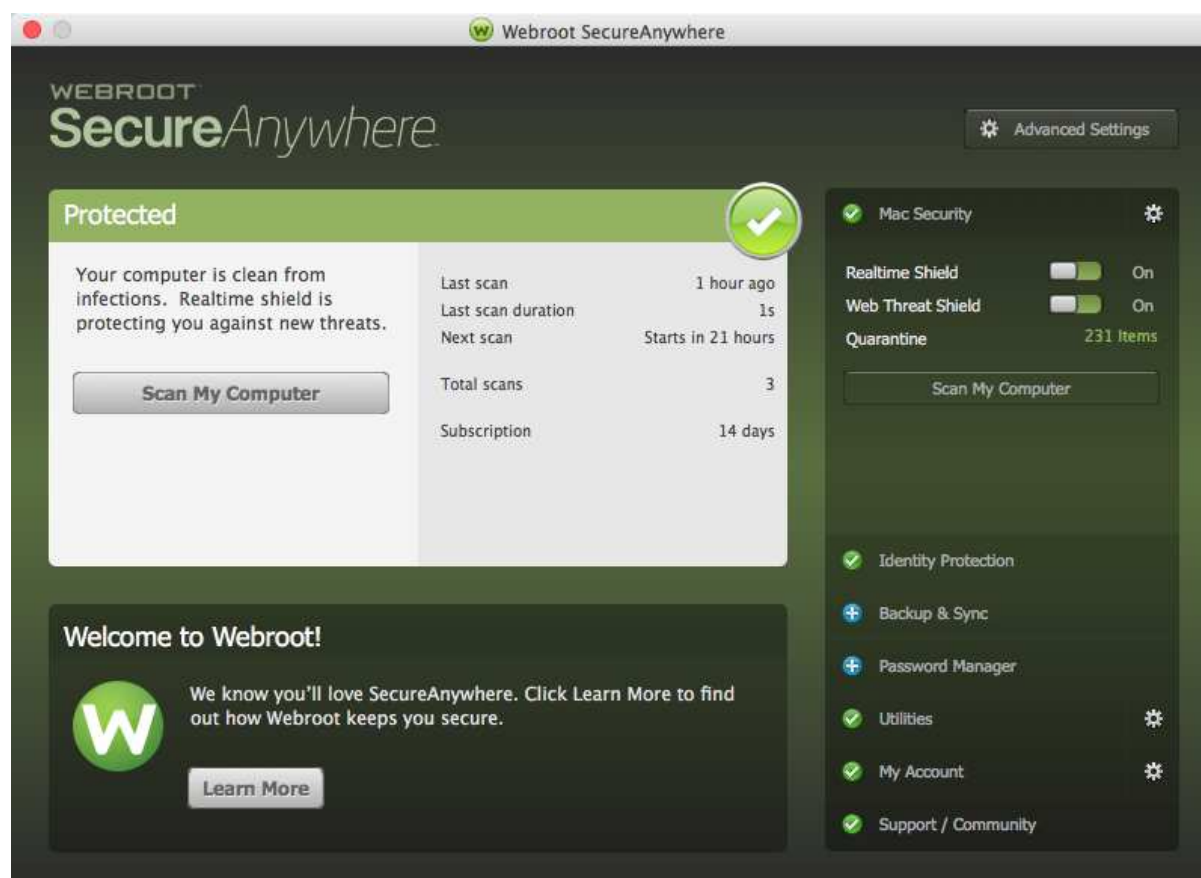 Webroot SecureAnywhere
WEBROOT
SecureAnywhere
Advanced Settings
Protected
Your computer is clean from
infections. Realtime shield is
protecting you against new threats.
Scan My Computer
Last scan 1 hour ago
Last scan duration 1s
Next scan Starts in 21 hours
Total scans 3
Subscription 14 days
Welcome to Webroot!
W
We know you'll love SecureAnywhere. Click Learn More to find
out how Webroot keeps you secure.
Learn More
Mac Security
Realtime Shield On
Web Threat Shield On
Quarantine 231 Items
Scan My Computer
Identity Protection
Backup & Sync
Password Manager
Utilities
My Account
Support / Community